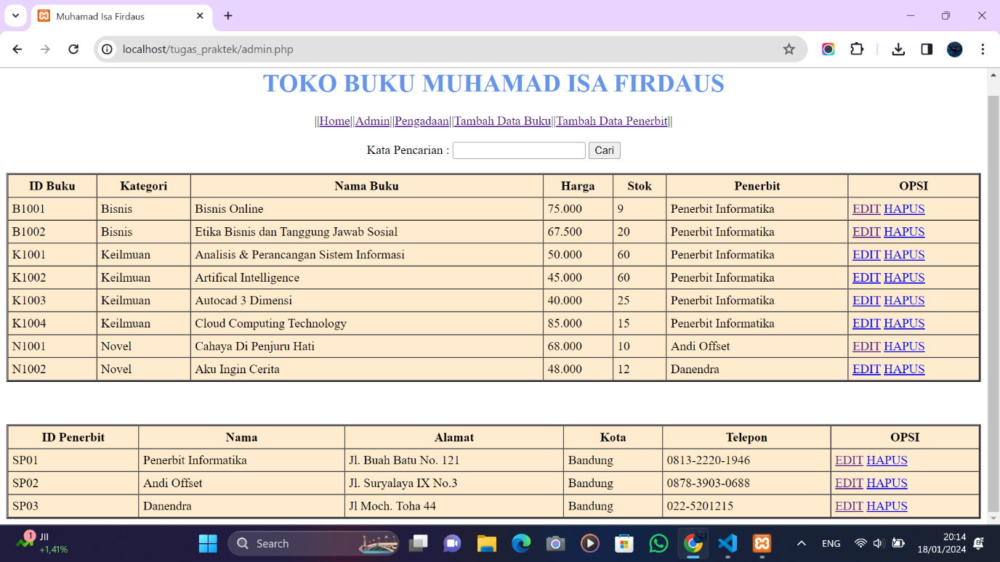 Muhamad Isa Firdaus
localhost/tugas_praktek/admin.php
TOKO BUKU MUHAMAD ISA FIRDAUS
||Home||Admin||Pengadaan||Tambah Data Buku||Tambah Data Penerbit||
Kata Pencarian : Cari
ID Buku Kategori Nama Buku Harga Stok Penerbit OPSI
B1001 Bisnis Bisnis Online 75.000 9 Penerbit Informatika EDIT HAPUS
B1002 Bisnis Etika Bisnis dan Tanggung Jawab Sosial 67.500 20 Penerbit Informatika EDIT HAPUS
K1001 Keilmuan Analisis & Perancangan Sistem Informasi 50.000 60 Penerbit Informatika EDIT HAPUS
K1002 Keilmuan Artifical Intelligence 45.000 60 Penerbit Informatika EDIT HAPUS
K1003 Keilmuan Autocad 3 Dimensi 40.000 25 Penerbit Informatika EDIT HAPUS
K1004 Keilmuan Cloud Computing Technology 85.000 15 Penerbit Informatika EDIT HAPUS
N1001 Novel Cahaya Di Penjuru Hati 68.000 10 Andi Offset EDIT HAPUS
N1002 Novel Aku Ingin Cerita 48.000 12 Danendra EDIT HAPUS
ID Penerbit Nama Alamat Kota Telepon OPSI
SP01 Penerbit Informatika Jl. Buah Batu No. 121 Bandung 0813-2220-1946 EDIT HAPUS
SP02 Andi Offset Jl. Suryalaya IX No.3 Bandung 0878-3903-0688 EDIT HAPUS
SP03 Danendra Jl Moch. Toha 44 Bandung 022-5201215 EDIT HAPUS
1 JII
+1,41%
Search
ENG
20:14
18/01/2024